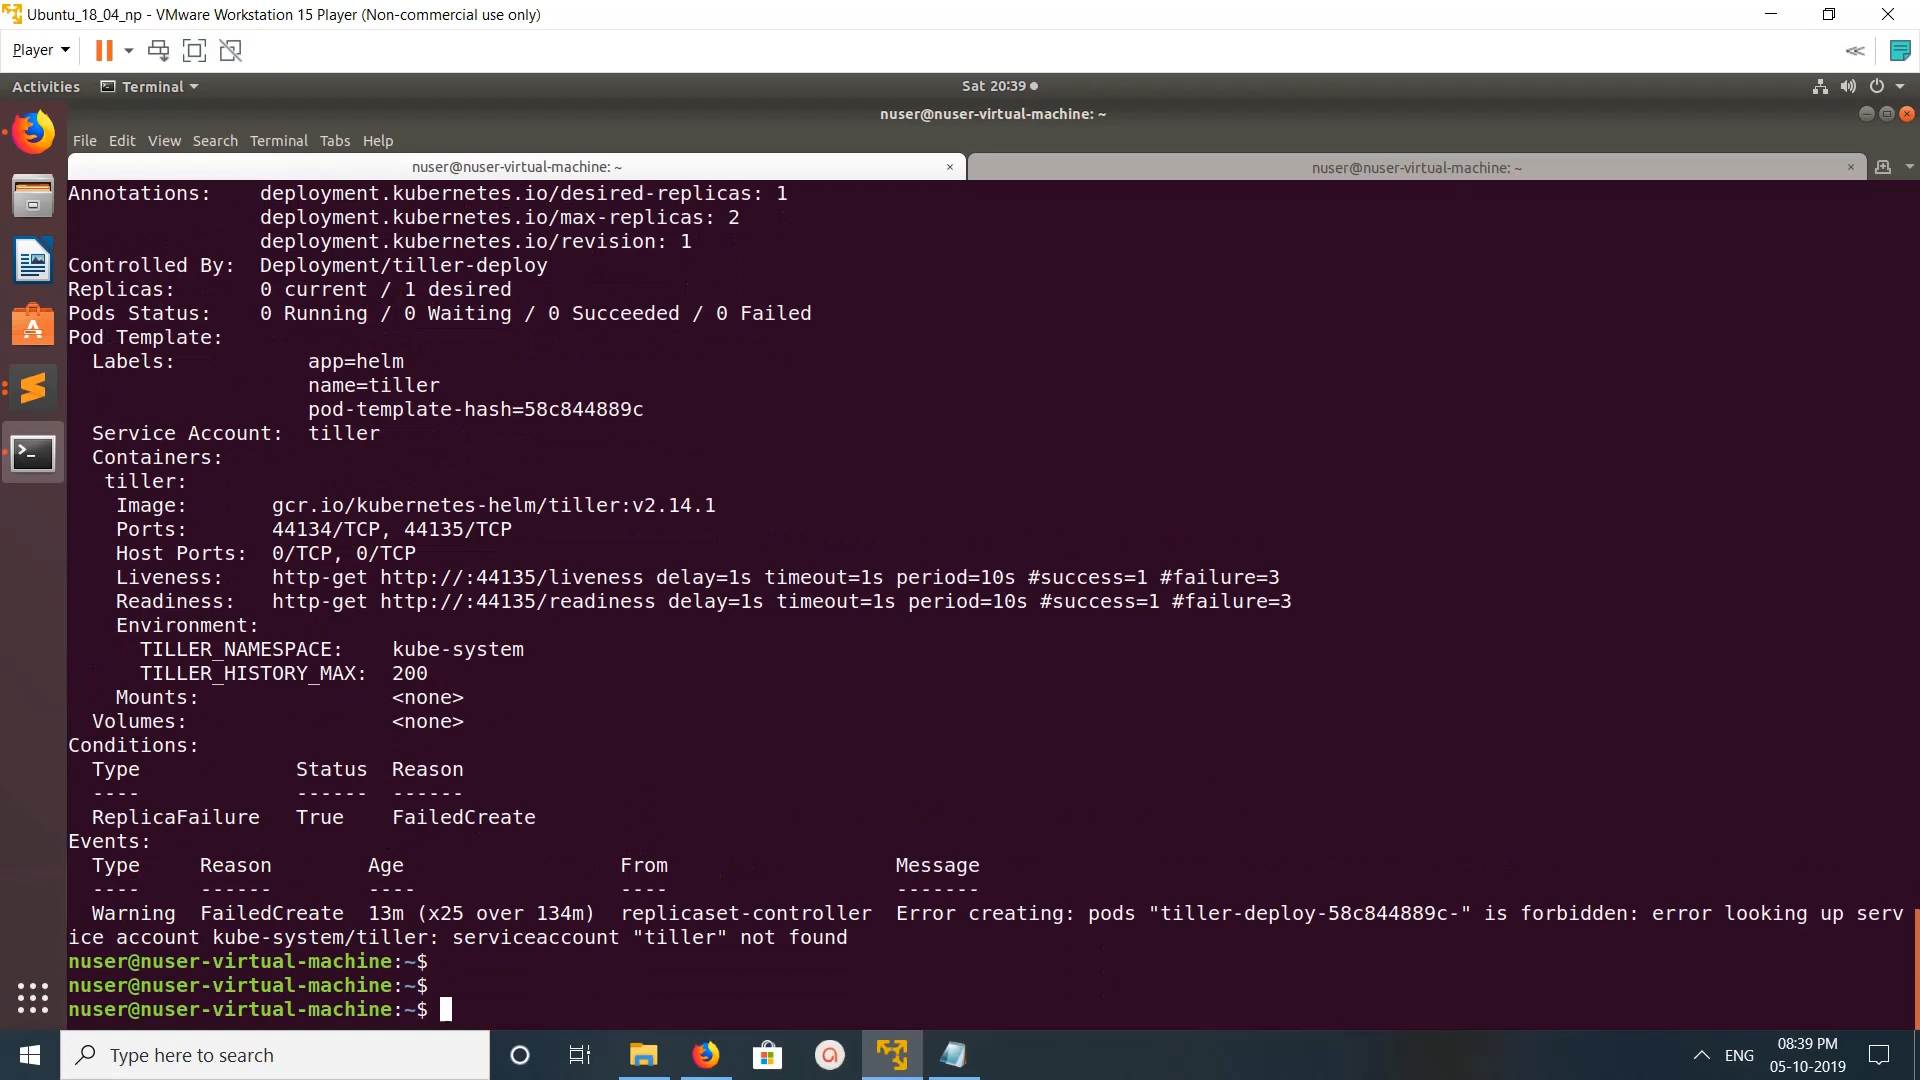 Ubuntu_18_04_np - VMware Workstation 15 Player (Non-commercial use only)
Player
Activities Terminal Sat 20:39
nuser@nuser-virtual-machine: ~
File Edit View Search Terminal Tabs Help
nuser@nuser-virtual-machine: ~ × nuser@nuser-virtual-machine: ~ ×
Annotations: deployment.kubernetes.io/desired-replicas: 1
deployment.kubernetes.io/max-replicas: 2
deployment.kubernetes.io/revision: 1
Controlled By: Deployment/tiller-deploy
Replicas: 0 current / 1 desired
Pods Status: 0 Running / 0 Waiting / 0 Succeeded / 0 Failed
Pod Template:
Labels: app=helm
name=tiller
pod-template-hash=58c844889c
Service Account: tiller
Containers:
tiller:
Image: gcr.io/kubernetes-helm/tiller:v2.14.1
Ports: 44134/TCP, 44135/TCP
Host Ports: 0/TCP, 0/TCP
Liveness: http-get http://:44135/liveness delay=1s timeout=1s period=10s #success=1 #failure=3
Readiness: http-get http://:44135/readiness delay=1s timeout=1s period=10s #success=1 #failure=3
Environment:
TILLER_NAMESPACE: kube-system
TILLER_HISTORY_MAX: 200
Mounts: <none>
Volumes: <none>
Conditions:
Type Status Reason
---- ------ ------
ReplicaFailure True FailedCreate
Events:
Type Reason Age From Message
---- ------ ---- ---- -------
Warning FailedCreate 13m (x25 over 134m) replicaset-controller Error creating: pods "tiller-deploy-58c844889c-" is forbidden: error looking up serv
ice account kube-system/tiller: serviceaccount "tiller" not found
nuser@nuser-virtual-machine:~$
nuser@nuser-virtual-machine:~$
nuser@nuser-virtual-machine:~$
Type here to search
ENG
08:39 PM
05-10-2019